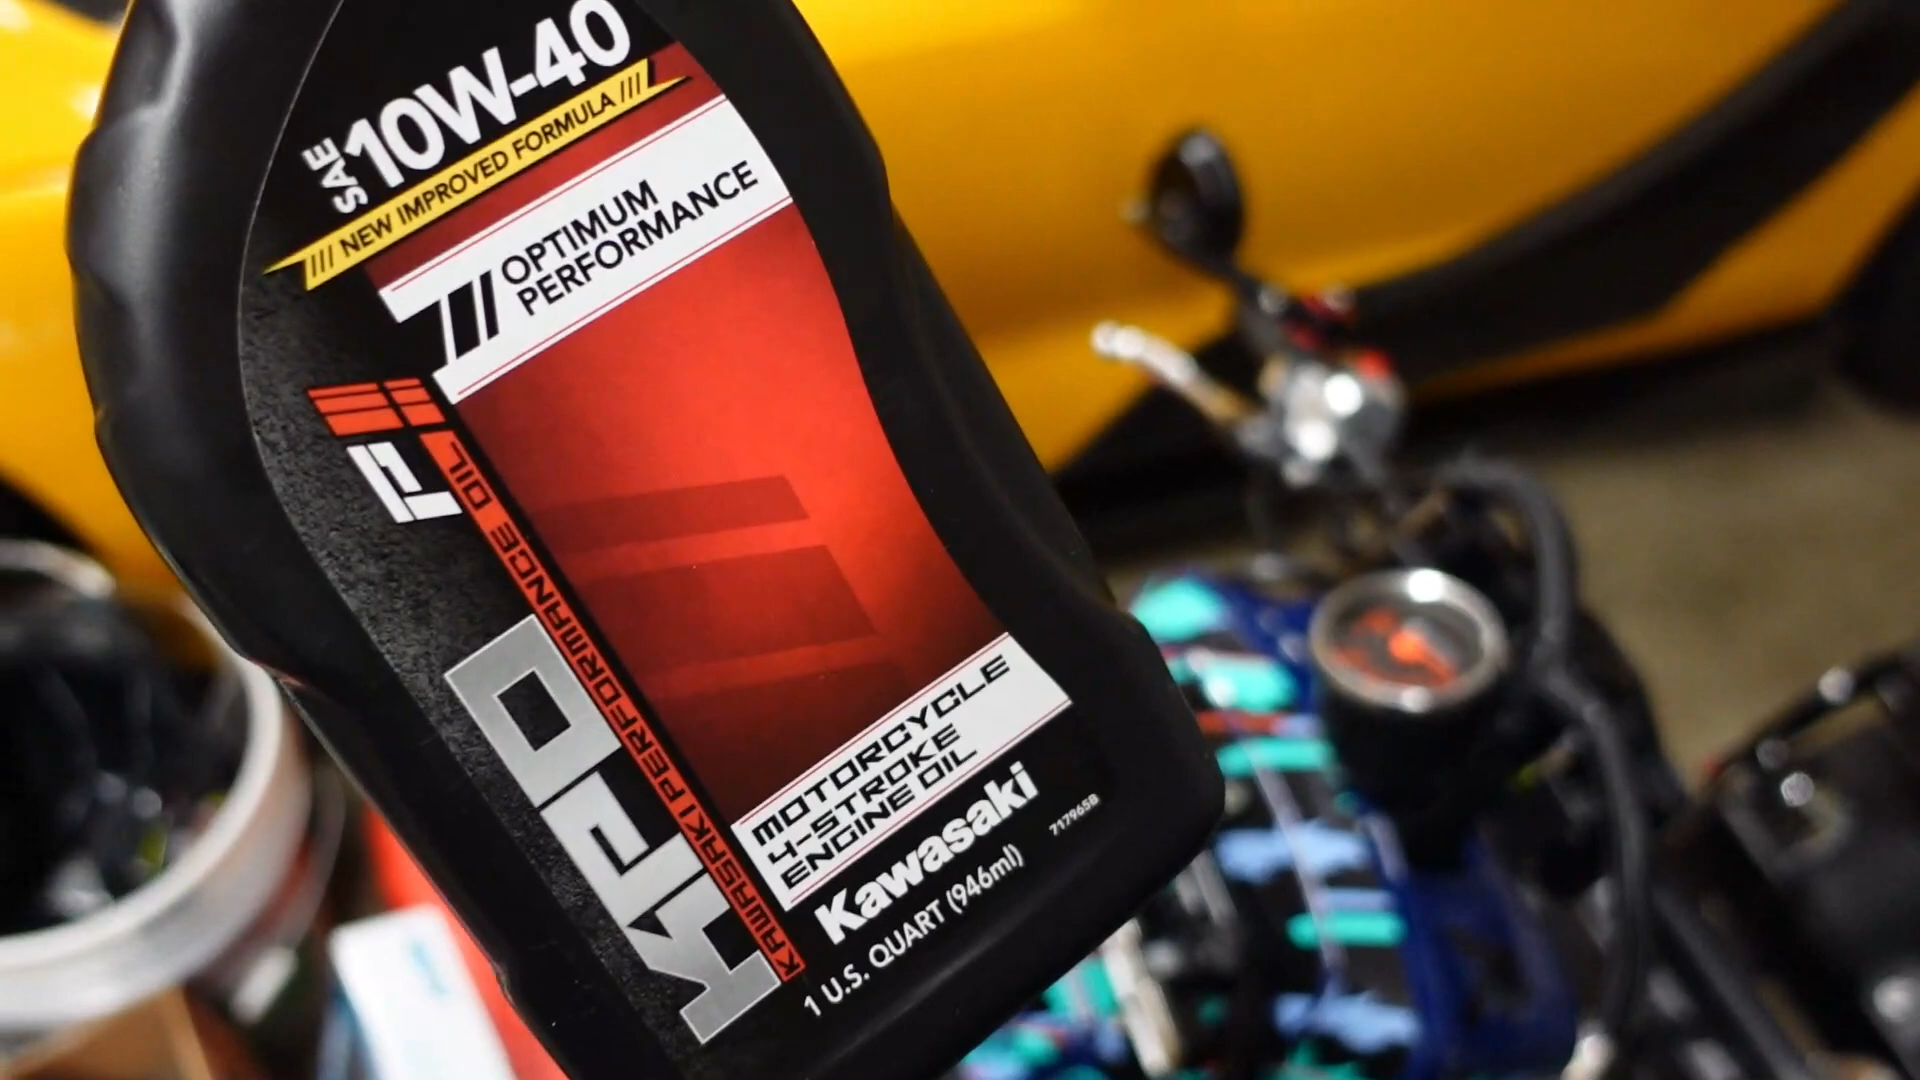 SAE 10W-40
NEW IMPROVED FORMULA
OPTIMUM
PERFORMANCE
KPO
KAWASAKI PERFORMANCE OIL
MOTORCYCLE
4-STROKE
ENGINE OIL
Kawasaki
717965B
1 U.S. QUART (946ml)